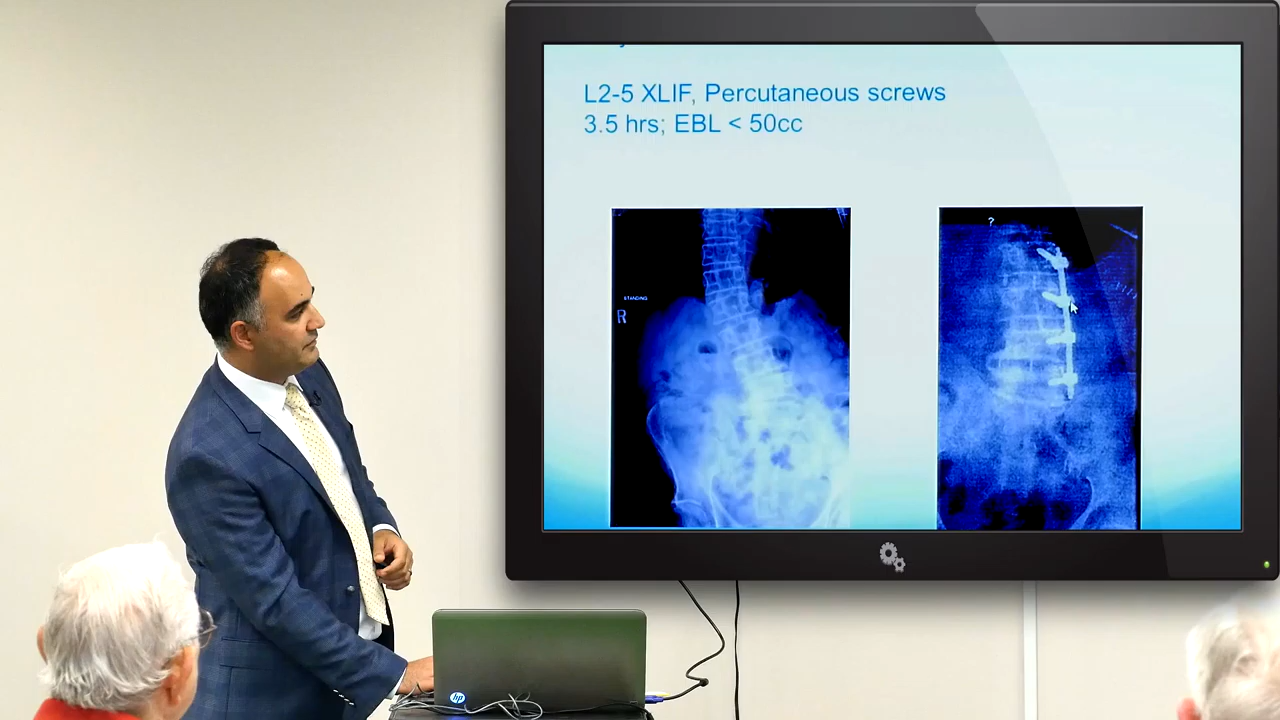 L2-5 XLIF, Percutaneous screws
3.5 hrs; EBL < 50cc
?
STANDING
R
hp